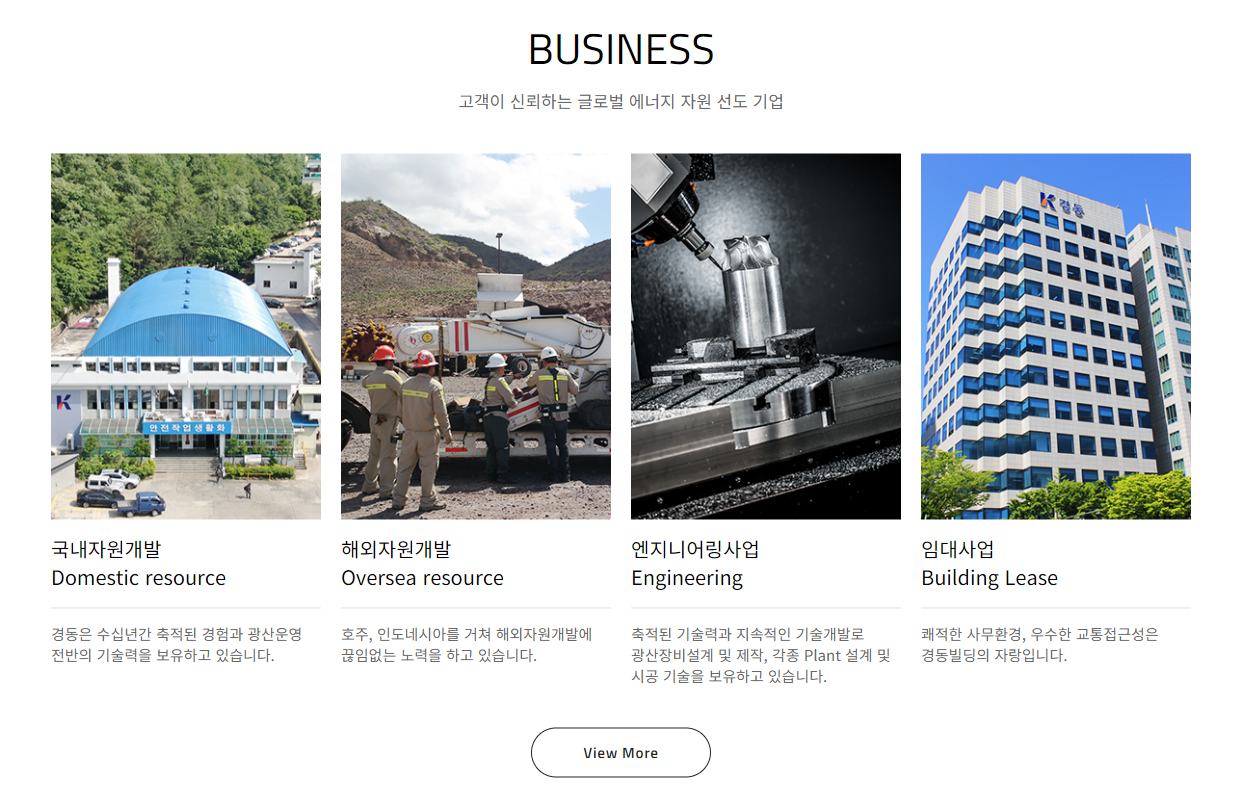 BUSINESS
고객이 신뢰하는 글로벌 에너지 자원 선도 기업
K
안전작업생활화
K 경동
국내자원개발
Domestic resource
경동은 수십년간 축적된 경험과 광산운영
전반의 기술력을 보유하고 있습니다.
해외자원개발
Oversea resource
호주, 인도네시아를 거쳐 해외자원개발에
끊임없는 노력을 하고 있습니다.
엔지니어링사업
Engineering
축적된 기술력과 지속적인 기술개발로
광산장비설계 및 제작, 각종 Plant 설계 및
시공 기술을 보유하고 있습니다.
임대사업
Building Lease
쾌적한 사무환경, 우수한 교통접근성은
경동빌딩의 자랑입니다.
View More